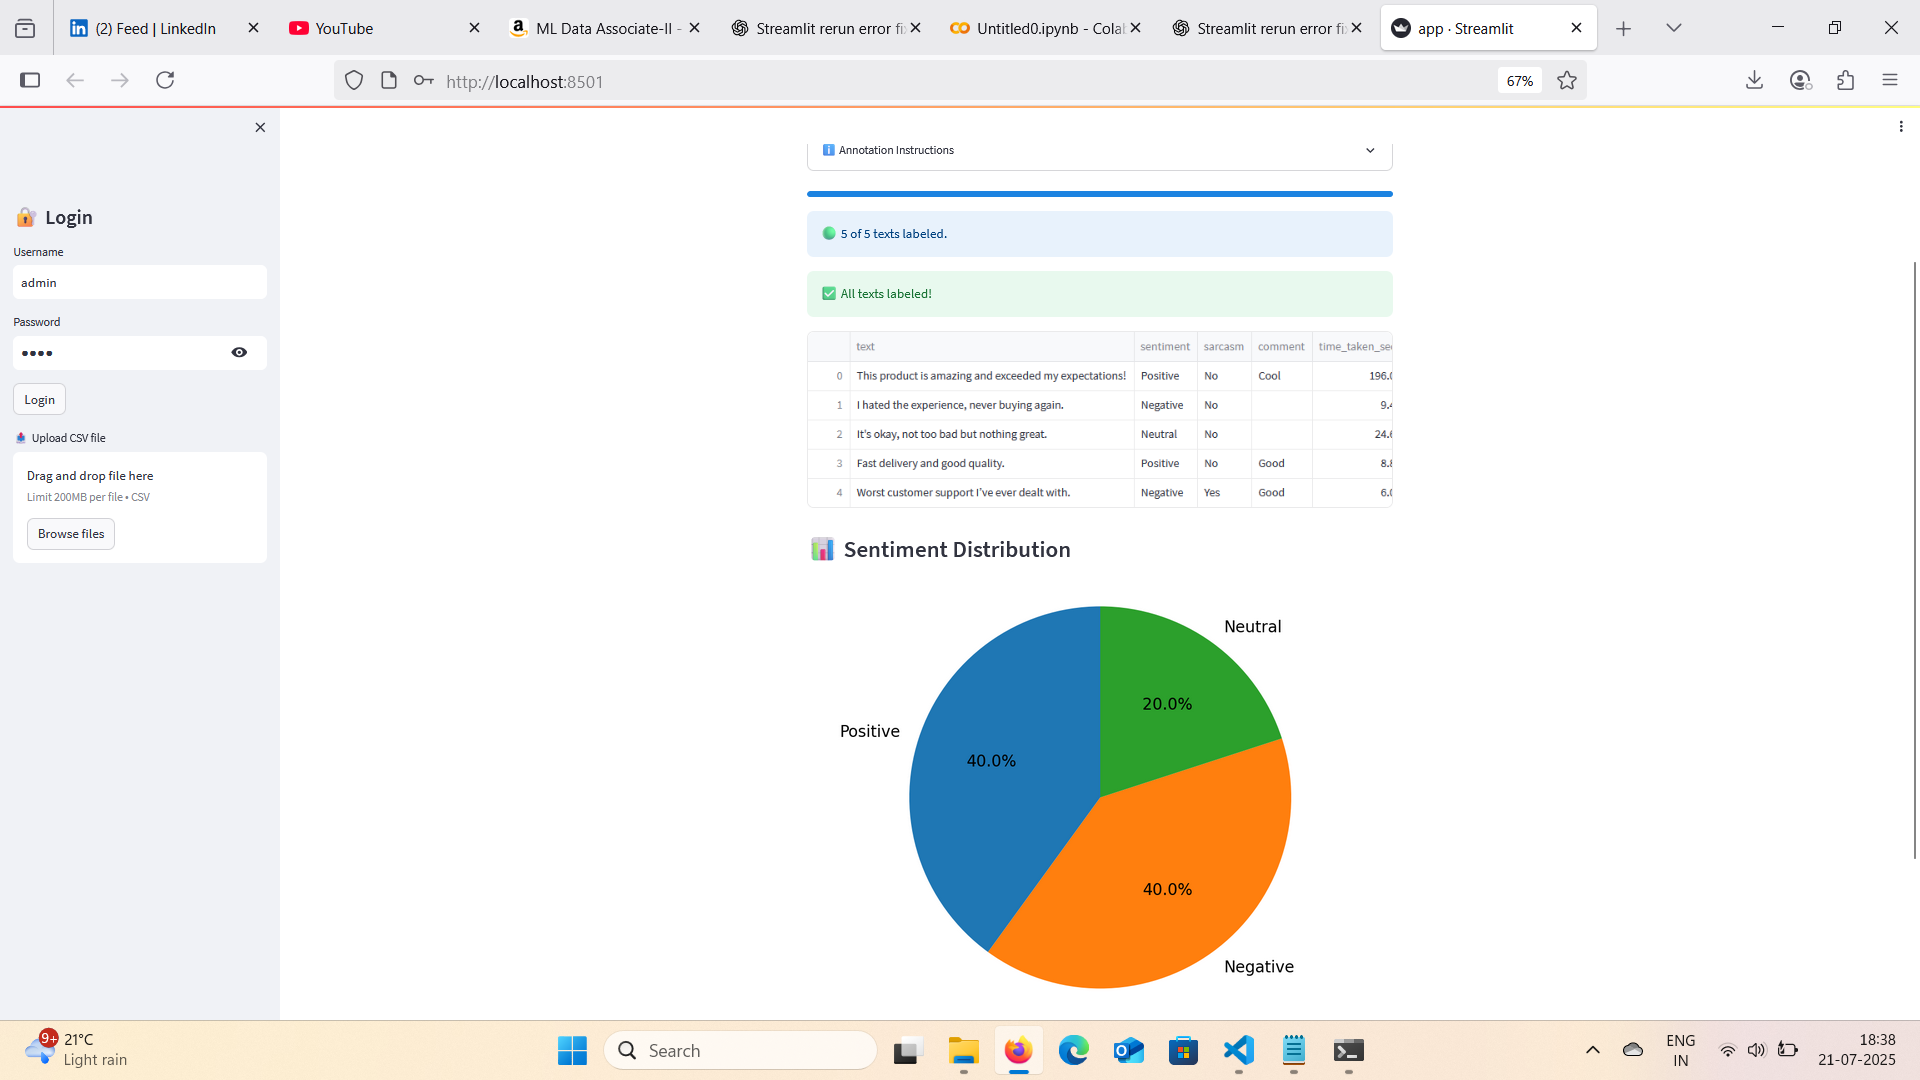 (2) Feed | LinkedIn
YouTube
ML Data Associate-II -
Streamlit rerun error fi
Untitled0.ipynb - Cola
Streamlit rerun error fi
app · Streamlit
http://localhost:8501
67%
Login
Username
admin
Password
••••
Login
Upload CSV file
Drag and drop file here
Limit 200MB per file • CSV
Browse files
Annotation Instructions
5 of 5 texts labeled.
All texts labeled!
text sentiment sarcasm comment time_taken_sec
0 This product is amazing and exceeded my expectations! Positive No Cool 196.0
1 I hated the experience, never buying again. Negative No 9.4
2 It's okay, not too bad but nothing great. Neutral No 24.6
3 Fast delivery and good quality. Positive No Good 8.8
4 Worst customer support I've ever dealt with. Negative Yes Good 6.0
Sentiment Distribution
Neutral
20.0%
Positive
40.0%
40.0%
Negative
9+
21°C
Light rain
Search
ENG
IN
18:38
21-07-2025